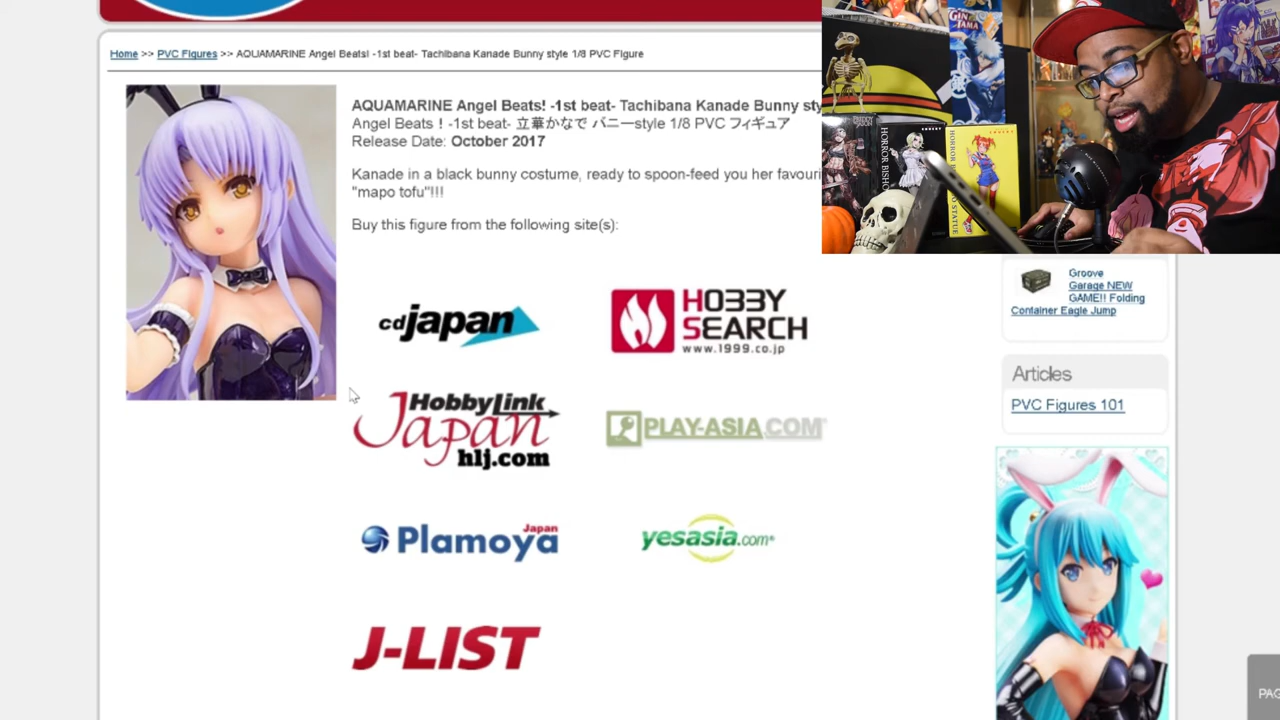 Home >> PVC Figures >> AQUAMARINE Angel Beats! -1st beat- Tachibana Kanade Bunny style 1/8 PVC Figure
AQUAMARINE Angel Beats! -1st beat- Tachibana Kanade Bunny sty
Angel Beats！-1st beat- 立華かなで バニーstyle 1/8 PVC フィギュア
Release Date: October 2017
Kanade in a black bunny costume, ready to spoon-feed you her favouri
"mapo tofu"!!!
Buy this figure from the following site(s):
cdjapan
HOBBY
SEARCH
www.1999.co.jp
HobbyLink
Japan
hlj.com
PLAY-ASIA.COM
Plamoya
Japan
yesasia.com
J-LIST
GINTAMA
HORROR
HORROR
STATUE
Groove
Garage NEW
GAME!! Folding
Container Eagle Jump
Articles
PVC Figures 101
PAG